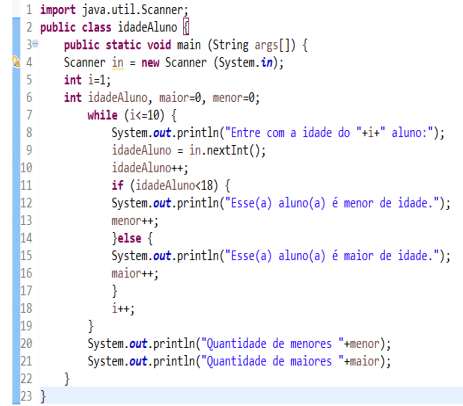 1 import java.util.Scanner;
2 public class idadeAluno {
3 public static void main (String args[]) {
4 Scanner in = new Scanner (System.in);
5 int i=1;
6 int idadeAluno, maior=0, menor=0;
7 while (i<=10) {
8 System.out.println("Entre com a idade do "+i+" aluno:");
9 idadeAluno = in.nextInt();
10 idadeAluno++;
11 if (idadeAluno<18) {
12 System.out.println("Esse(a) aluno(a) é menor de idade.");
13 menor++;
14 }else {
15 System.out.println("Esse(a) aluno(a) é maior de idade.");
16 maior++;
17 }
18 i++;
19 }
20 System.out.println("Quantidade de menores "+menor);
21 System.out.println("Quantidade de maiores "+maior);
22 }
23 }